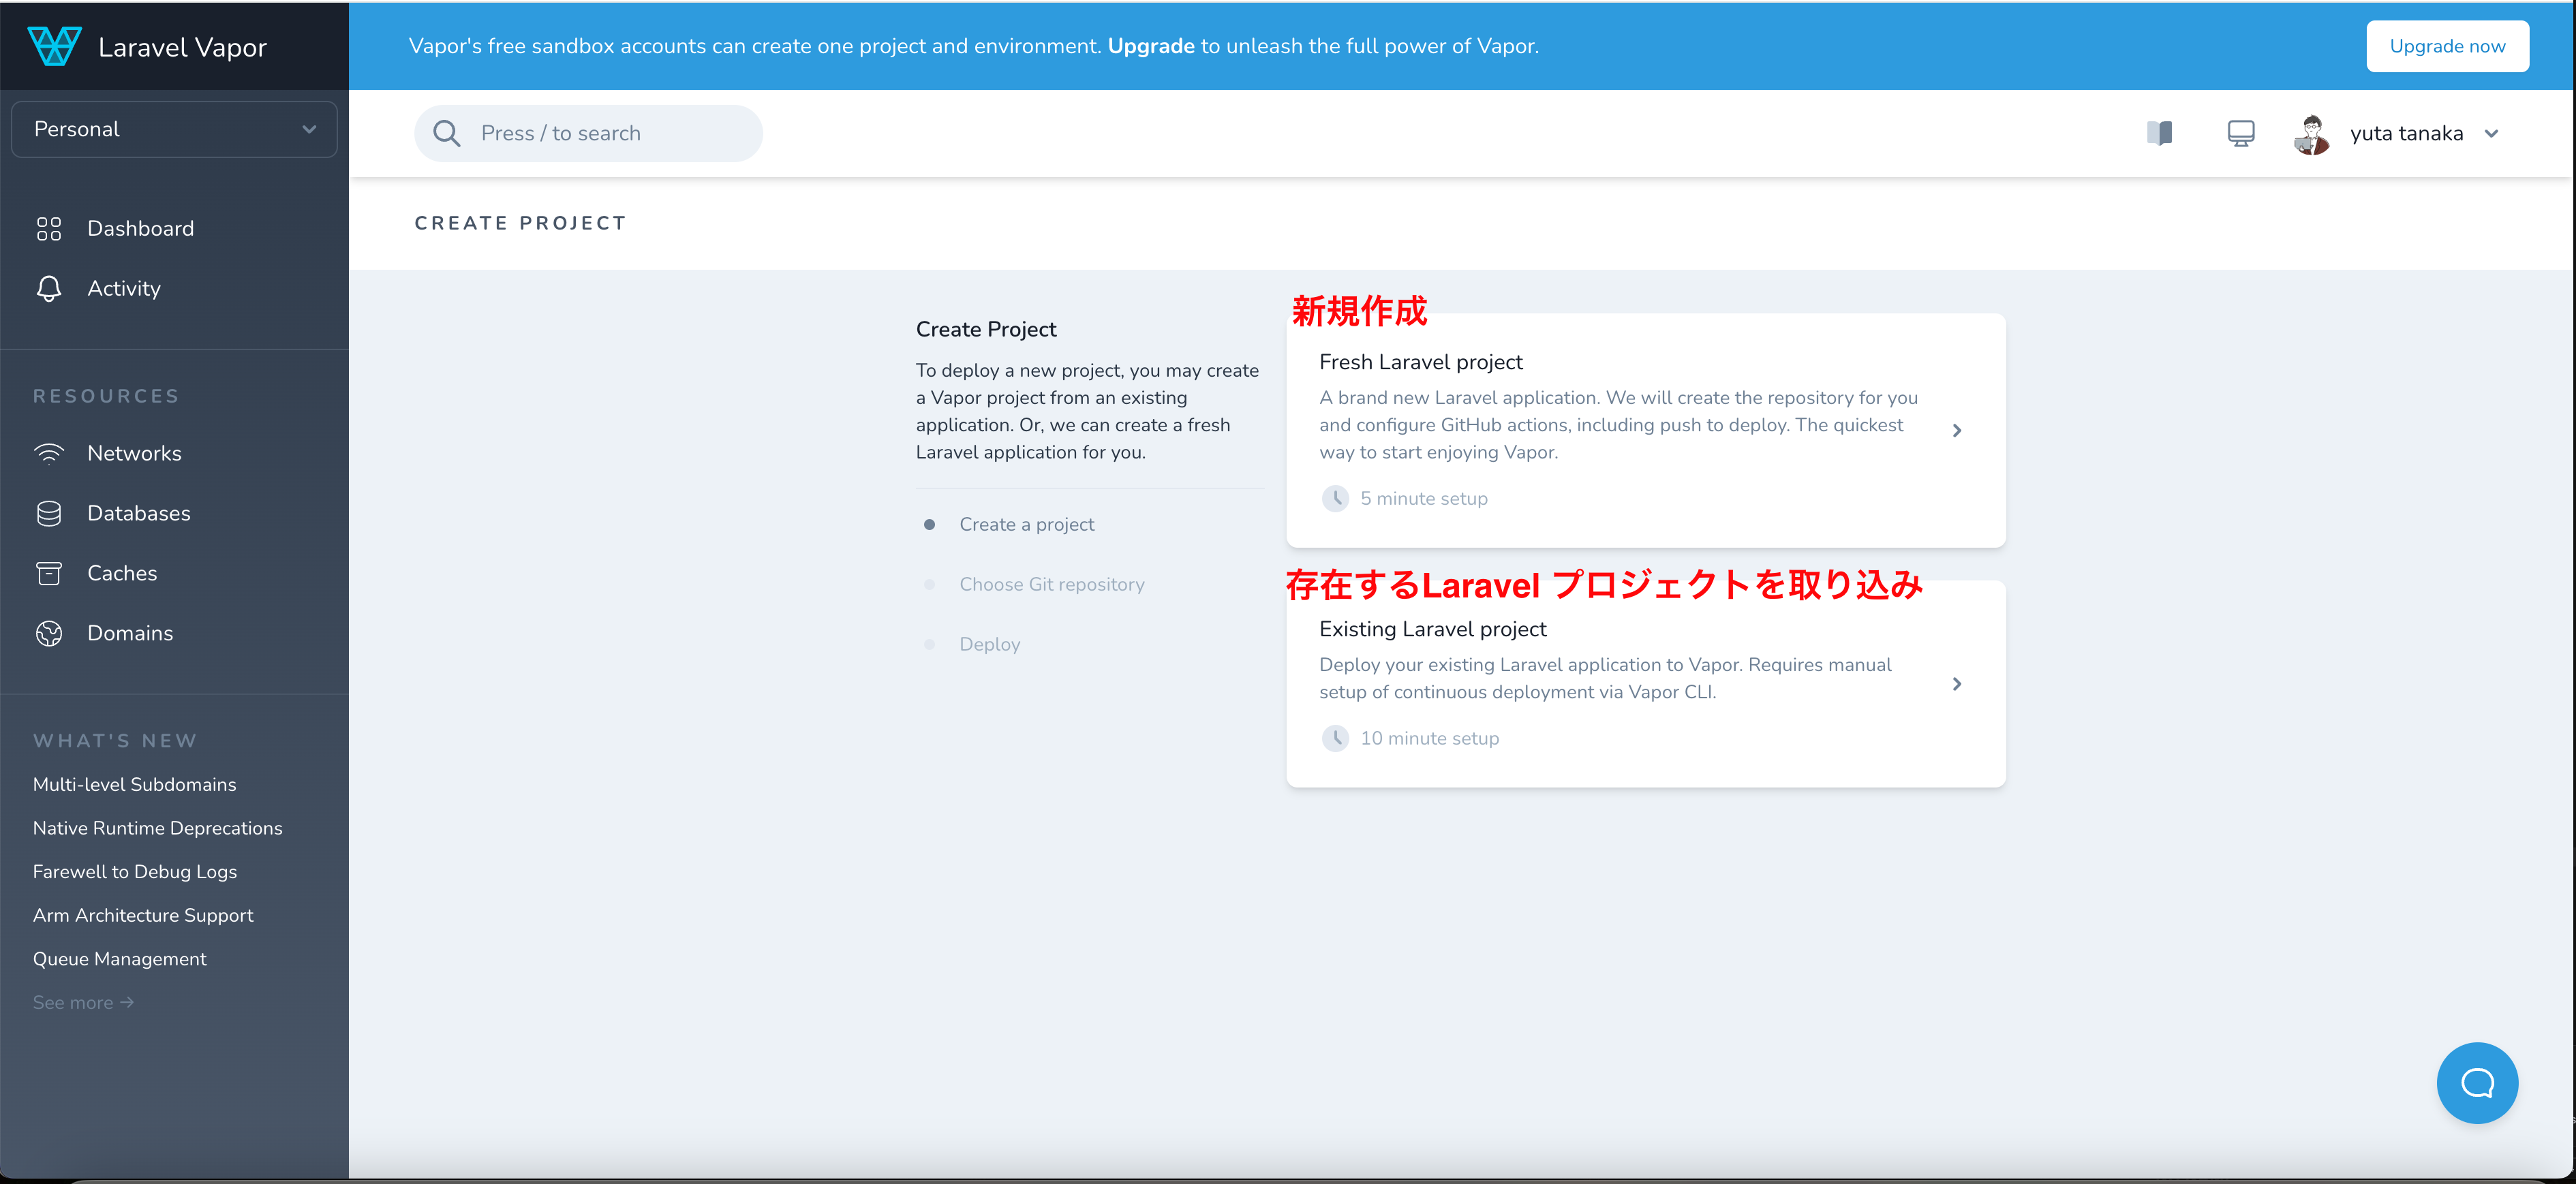 Laravel Vapor
Vapor's free sandbox accounts can create one project and environment. Upgrade to unleash the full power of Vapor.
Upgrade now
Personal
Press / to search
yuta tanaka
Dashboard
Activity
RESOURCES
Networks
Databases
Caches
Domains
WHAT'S NEW
Multi-level Subdomains
Native Runtime Deprecations
Farewell to Debug Logs
Arm Architecture Support
Queue Management
See more →
CREATE PROJECT
Create Project
To deploy a new project, you may create
a Vapor project from an existing
application. Or, we can create a fresh
Laravel application for you.
Create a project
Choose Git repository
Deploy
新規作成
Fresh Laravel project
A brand new Laravel application. We will create the repository for you
and configure GitHub actions, including push to deploy. The quickest
way to start enjoying Vapor.
5 minute setup
存在するLaravel プロジェクトを取り込み
Existing Laravel project
Deploy your existing Laravel application to Vapor. Requires manual
setup of continuous deployment via Vapor CLI.
10 minute setup